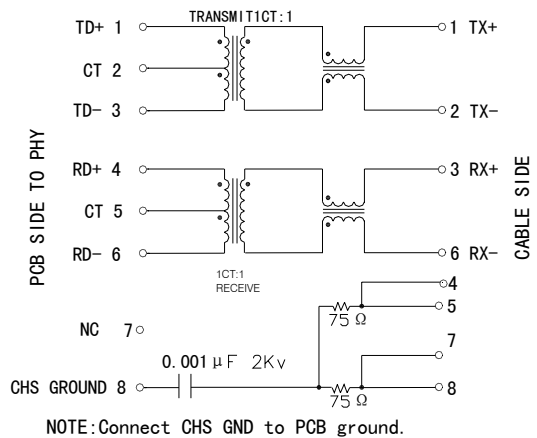 TRANSMIT1CT:1
TD+ 1
1 TX+
CT 2
TD- 3
2 TX-
PCB SIDE TO PHY
RD+ 4
3 RX+
CT 5
CABLE SIDE
RD- 6
6 RX-
1CT:1
RECEIVE
4
5
75 Ω
NC 7
7
0.001 μF 2Kv
CHS GROUND 8
8
75 Ω
NOTE:Connect CHS GND to PCB ground.